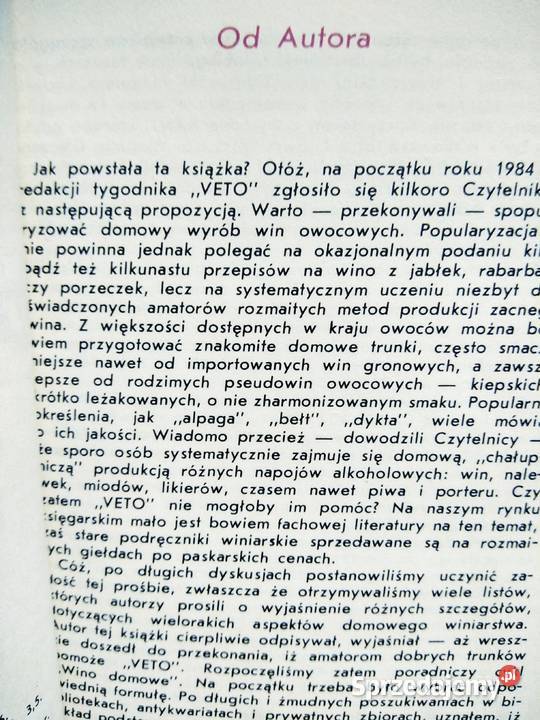 Od Autora
Jak powstała ta książka? Otóż, na początku roku 1984
redakcji tygodnika „VETO” zgłosiło się kilkoro Czytelnik
z następującą propozycją. Warto — przekonywali — spopu
ryzować domowy wyrób win owocowych. Popularyzacja
nie powinna jednak polegać na okazjonalnym podaniu kil
bądź też kilkunastu przepisów na wino z jabłek, rabarba
czy porzeczek, lecz na systematycznym uczeniu niezbyt d
świadczonych amatorów rozmaitych metod produkcji zacneg
wina. Z większości dostępnych w kraju owoców można bo
wiem przygotować znakomite domowe trunki, często smac
niejsze nawet od importowanych win gronowych, a zawsz
lepsze od rodzimych pseudowin owocowych — kiepskich
krótko leżakowanych, o nie zharmonizowanym smaku. Popularn
określenia, jak „alpaga”, „bełt”, „dykta”, wiele mówią
o ich jakości. Wiadomo przecież — dowodzili Czytelnicy —
że sporo osób systematycznie zajmuje się domową, „chałup-
niczą” produkcją różnych napojów alkoholowych: win, nale-
wek, miodów, likierów, czasem nawet piwa i porteru. Czy
zatem „VETO” nie mogłoby im pomóc? Na naszym rynku
księgarskim mało jest bowiem fachowej literatury na ten temat,
zaś stare podręczniki winiarskie sprzedawane są na rozmai-
tych giełdach po paskarskich cenach.
Cóż, po długich dyskusjach postanowiliśmy uczynić za-
dość tej prośbie, zwłaszcza że otrzymywaliśmy wiele listów,
których autorzy prosili o wyjaśnienie różnych szczegółów,
dotyczących wielorakich aspektów domowego winiarstwa.
Autor tej książki cierpliwie odpisywał, wyjaśniał — aż wresz-
cie doszedł do przekonania, iż amatorom dobrych trunków
pomoże „VETO”. Rozpoczęliśmy zatem poradniczy cykl
„Wino domowe”. Na początku trzeba było znaleźć odpo-
wiednią formułę. Po długich i żmudnych poszukiwaniach w bi-
bliotekach, antykwariatach i prywatnych zbiorach, uznałem, iż
Sprzedajemy.pl